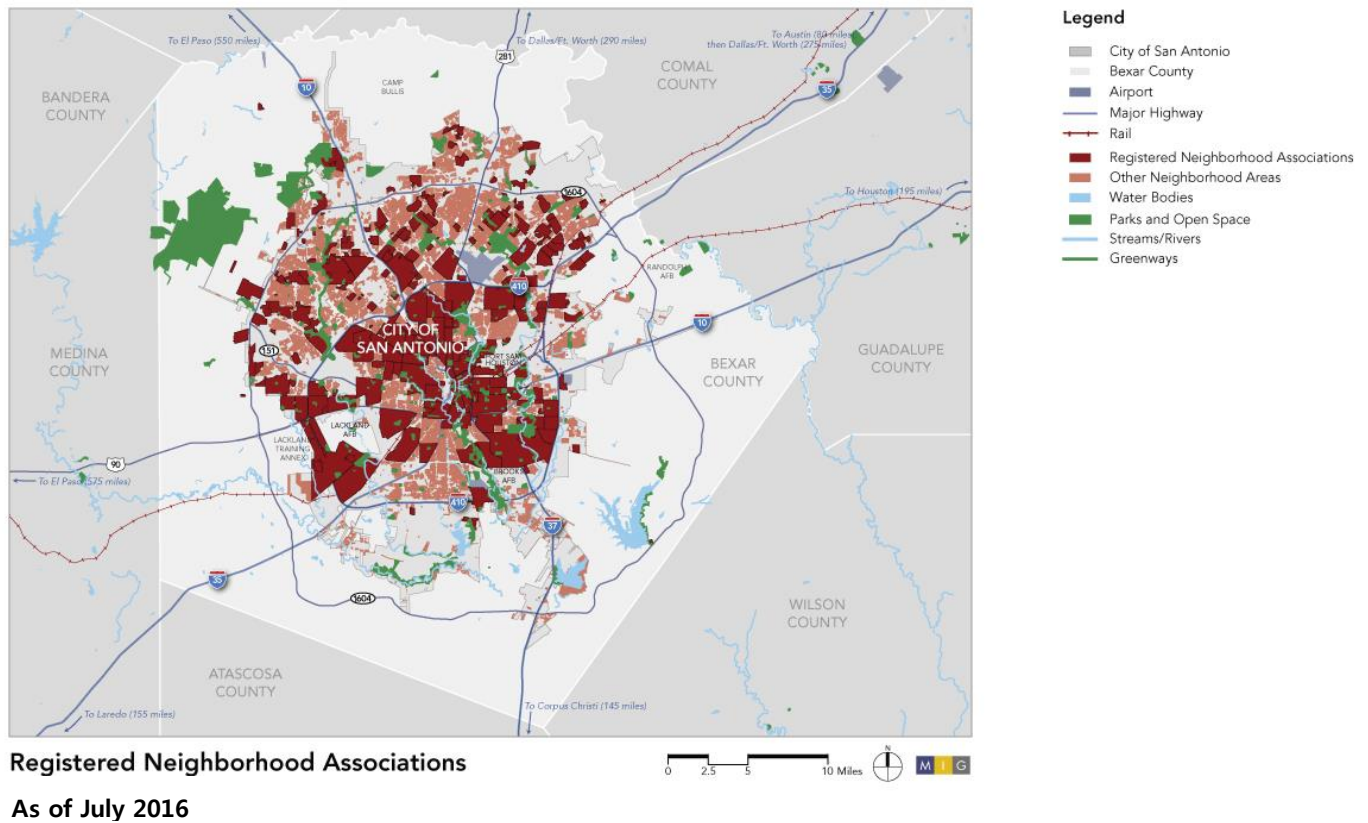 To El Paso (550 miles)
To Dallas/Ft. Worth (290 miles)
To Austin (80 miles)
then Dallas/Ft. Worth (275 miles)
281
CAMP
BULLIS
COMAL
COUNTY
10
35
BANDERA
COUNTY
1604
To Houston (195 miles)
RANDOLPH
AFB
410
10
CITY OF
SAN ANTONIO
151
FORT SAM
HOUSTON
MEDINA
COUNTY
BEXAR
COUNTY
GUADALUPE
COUNTY
LACKLAND
AFB
LACKLAND
TRAINING
ANNEX
90
To El Paso (575 miles)
BROOKS
AFB
410
37
35
1604
WILSON
COUNTY
ATASCOSA
COUNTY
To Laredo (155 miles)
To Corpus Christi (145 miles)
Legend
City of San Antonio
Bexar County
Airport
Major Highway
Rail
Registered Neighborhood Associations
Other Neighborhood Areas
Water Bodies
Parks and Open Space
Streams/Rivers
Greenways
Registered Neighborhood Associations
0 2.5 5 10 Miles
N
M I G
As of July 2016